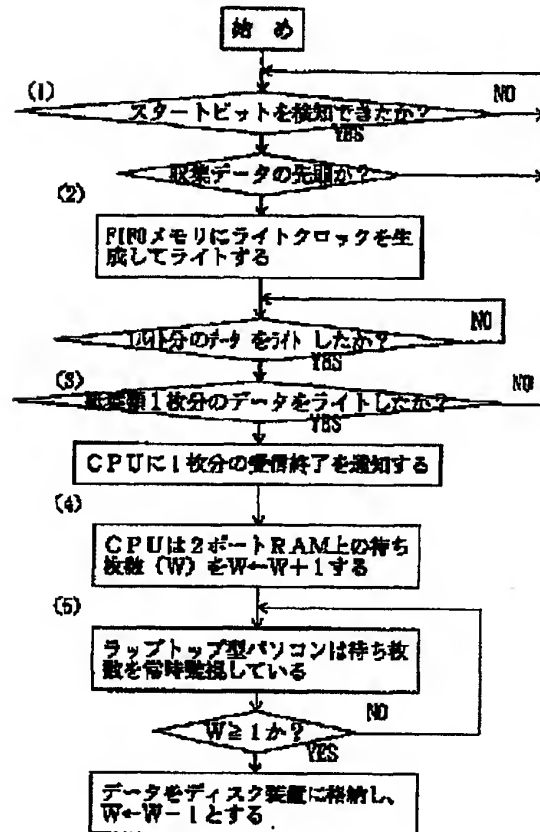 始め
(1)
NO
スタートビットを検知できたか?
YES
収集データの先頭か?
(2)
FIFOメモリにライトクロックを生
成してライトする
NO
分のデータをライトしたか?
YES
(3)
NO
紙葉類1枚分のデータをライトしたか?
YES
CPUに1枚分の受信終了を通知する
(4)
CPUは2ポートRAM上の待ち
枚数(W)をW←W+1する
(5)
ラップトップ型パソコンは待ち枚
数を常時監視している
NO
W≧1か?
YES
データをディスク装置に格納し、
W←W-1とする